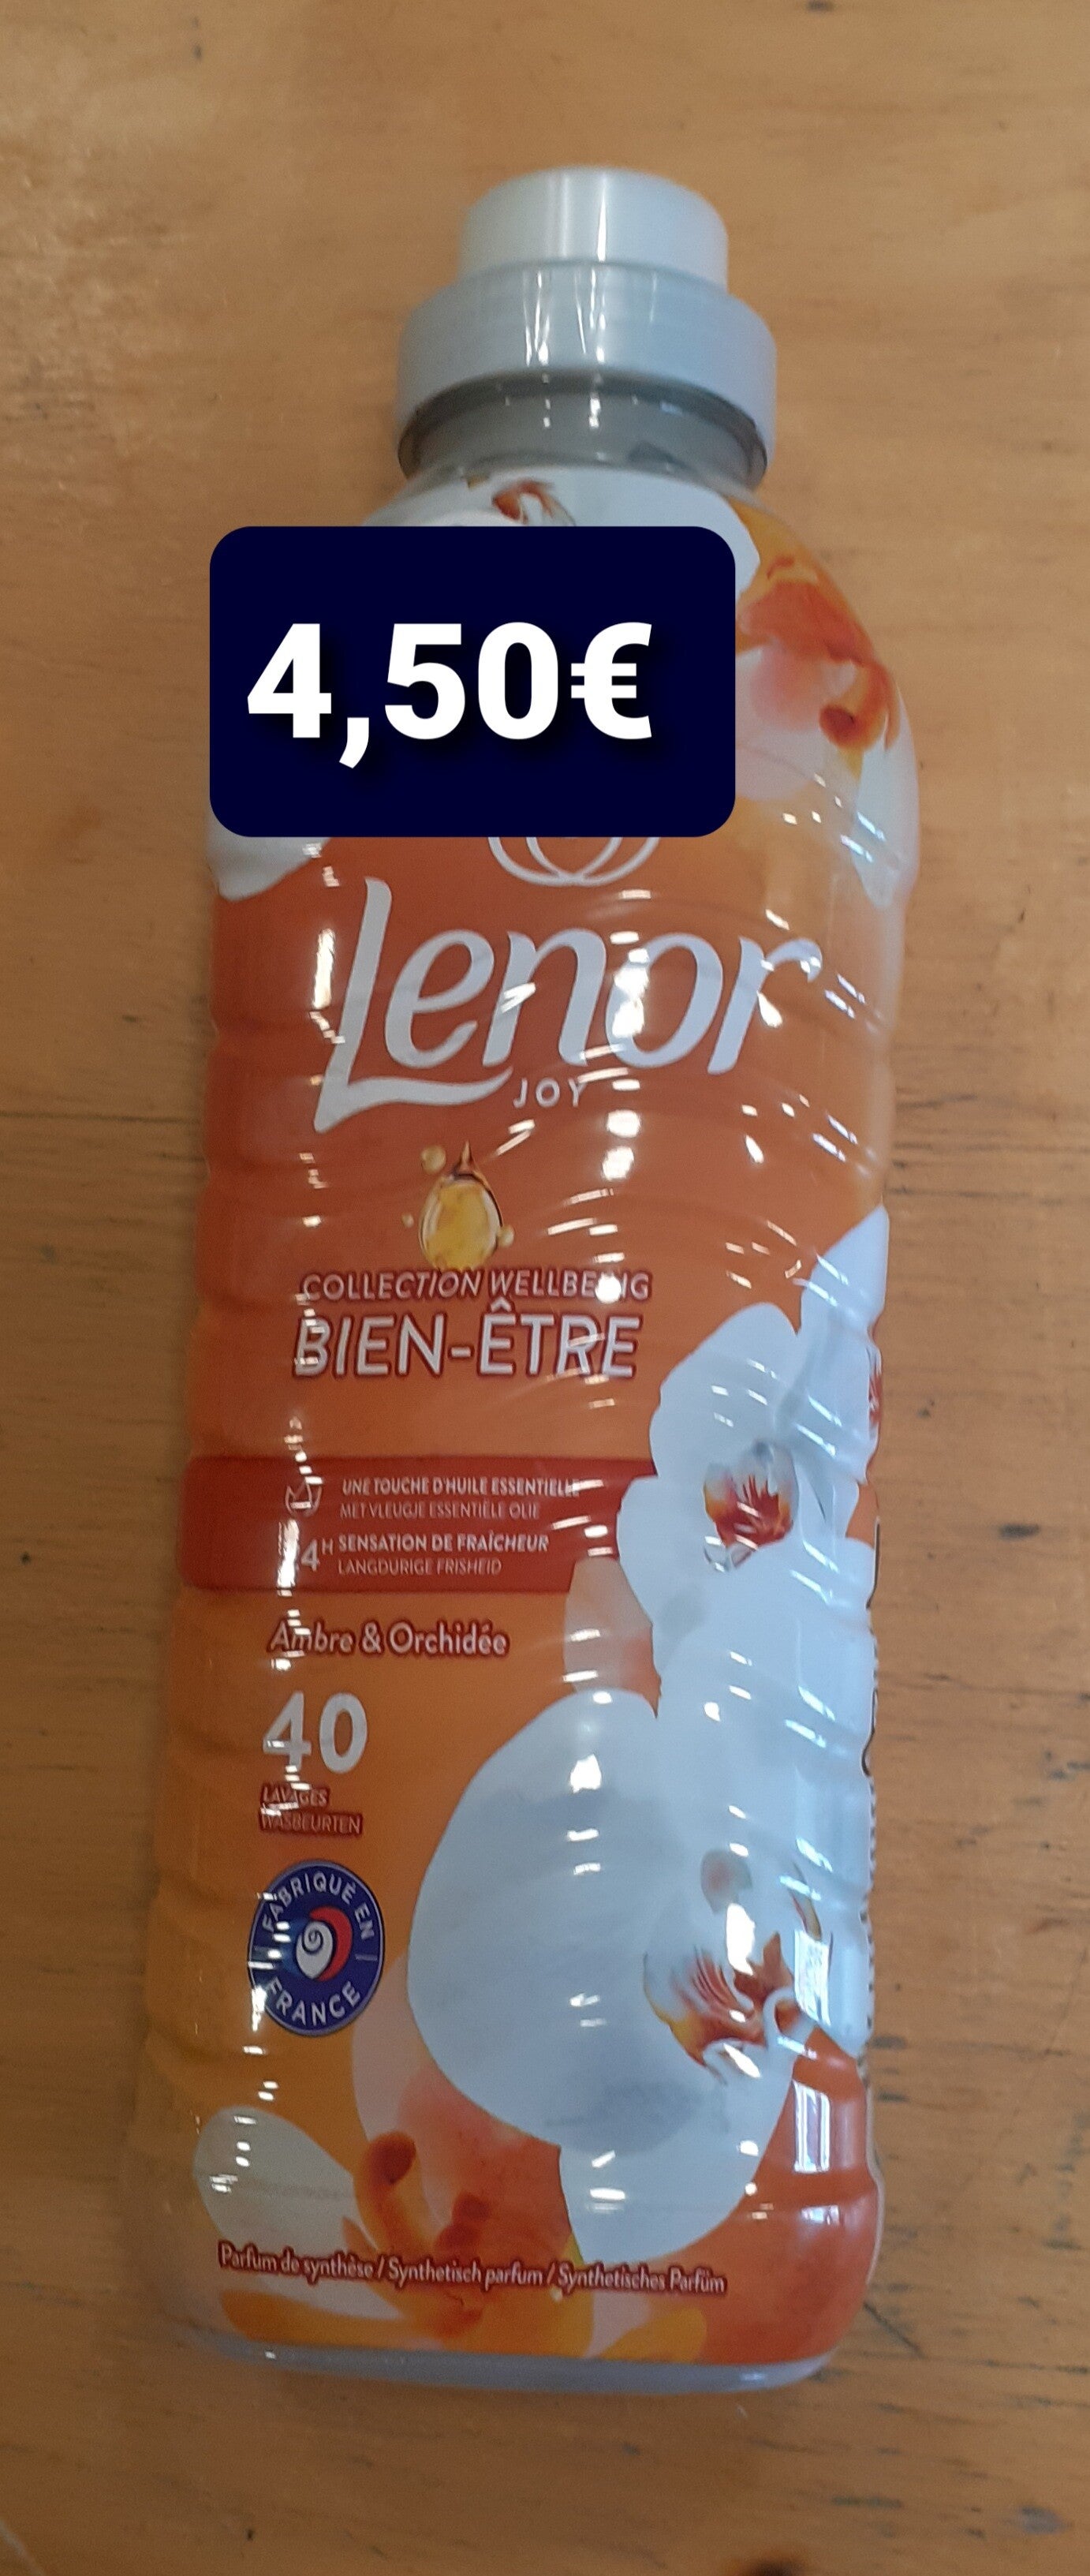 4,50€
Lenor
JOY
COLLECTION WELLBEING
BIEN-ÊTRE
UNE TOUCHE D'HUILE ESSENTIELLE
MET VLEUGJE ESSENTIËLE OLIE
4H SENSATION DE FRAÎCHEUR
LANGDURIGE FRISHEID
Ambre & Orchidée
40
LAVAGES
WASBEURTEN
FABRIQUÉ EN
FRANCE
Parfum de synthèse / Synthetisch parfum / Synthetisches Parfüm